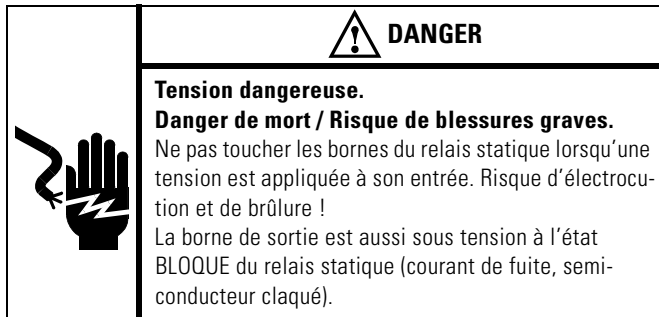 DANGER
Tension dangereuse.
Danger de mort / Risque de blessures graves.
Ne pas toucher les bornes du relais statique lorsqu'une
tension est appliquée à son entrée. Risque d'électrocu-
tion et de brûlure !
La borne de sortie est aussi sous tension à l'état
BLOQUE du relais statique (courant de fuite, semi-
conducteur claqué).